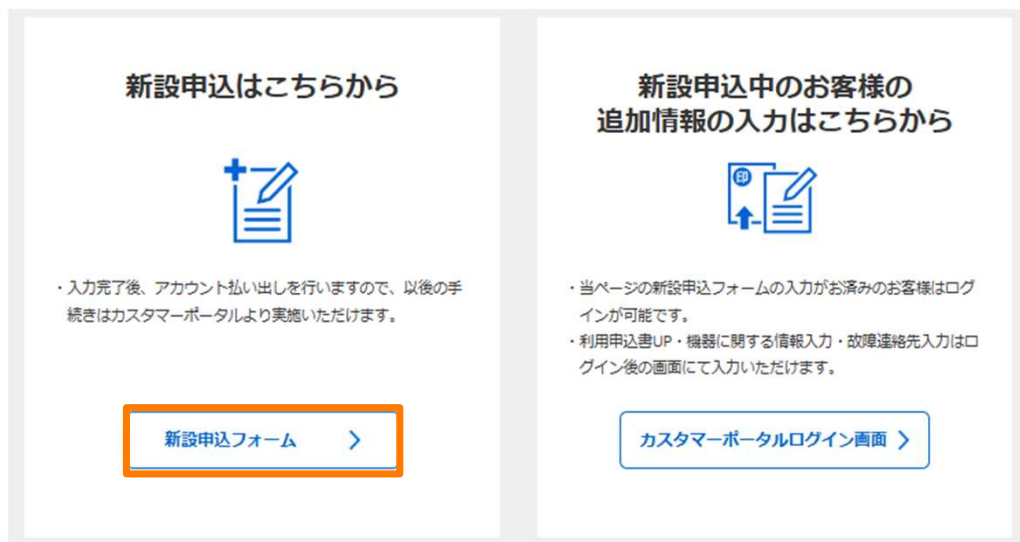 新設申込はこちらから
・入力完了後、アカウント払い出しを行いますので、以後の手
続きはカスタマーポータルより実施いただけます。
新設申込フォーム
新設申込中のお客様の
追加情報の入力はこちらから
印
・当ページの新設申込フォームの入力がお済みのお客様はログ
インが可能です。
・利用申込書UP・機器に関する情報入力・故障連絡先入力はロ
グイン後の画面にて入力いただけます。
カスタマーポータルログイン画面